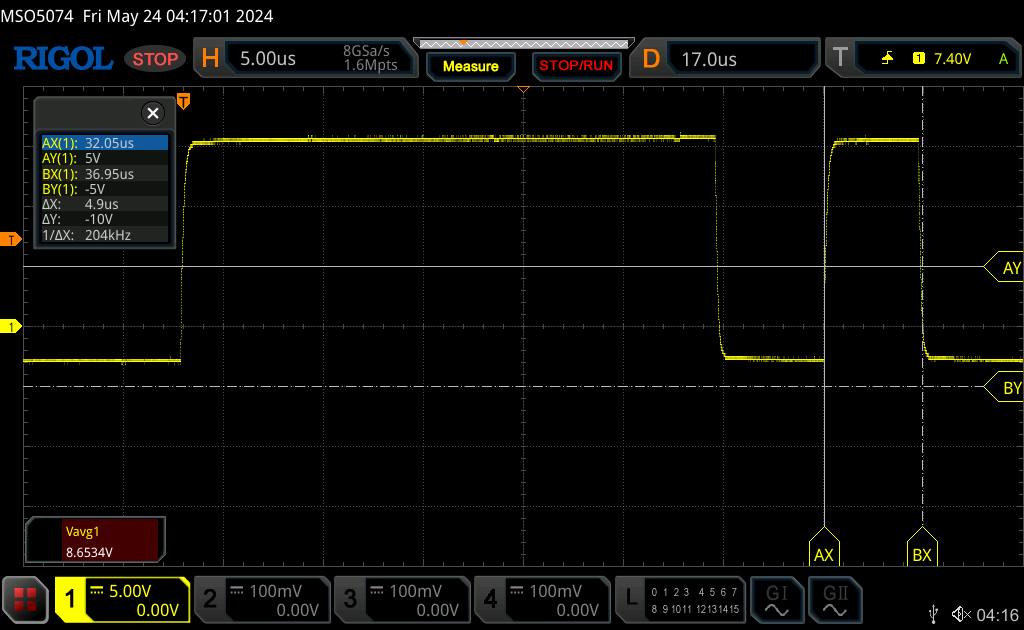 MSO5074 Fri May 24 04:17:01 2024
RIGOL STOP H 5.00us 8GSa/s 1.6Mpts Measure STOP/RUN D 17.0us T 1 7.40V A
T
AX(1): 32.05us
AY(1): 5V
BX(1): 36.95us
BY(1): -5V
ΔX: 4.9us
ΔY: -10V
1/ΔX: 204kHz
T
AY
1
BY
Vavg1
8.6534V
AX BX
1 5.00V 0.00V 2 100mV 0.00V 3 100mV 0.00V 4 100mV 0.00V L 0 1 2 3 4 5 6 7 8 9 10 11 12 13 14 15 GI GII
04:16